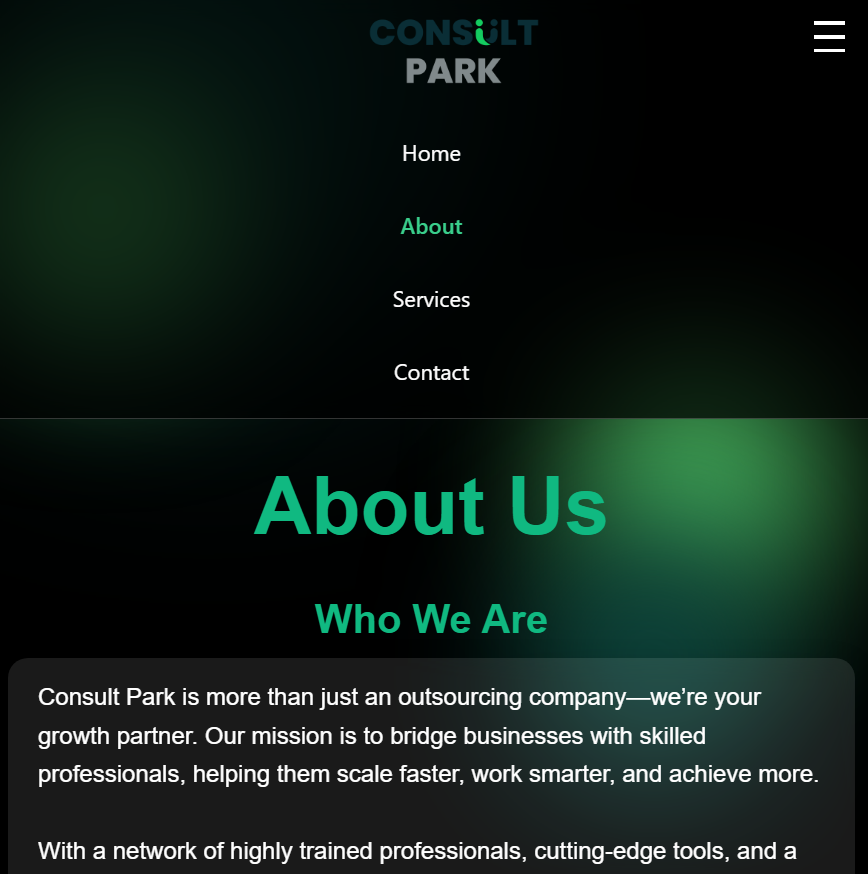 CONSULT
PARK
Home
About
Services
Contact
About Us
Who We Are
Consult Park is more than just an outsourcing company—we’re your
growth partner. Our mission is to bridge businesses with skilled
professionals, helping them scale faster, work smarter, and achieve more.
With a network of highly trained professionals, cutting-edge tools, and a